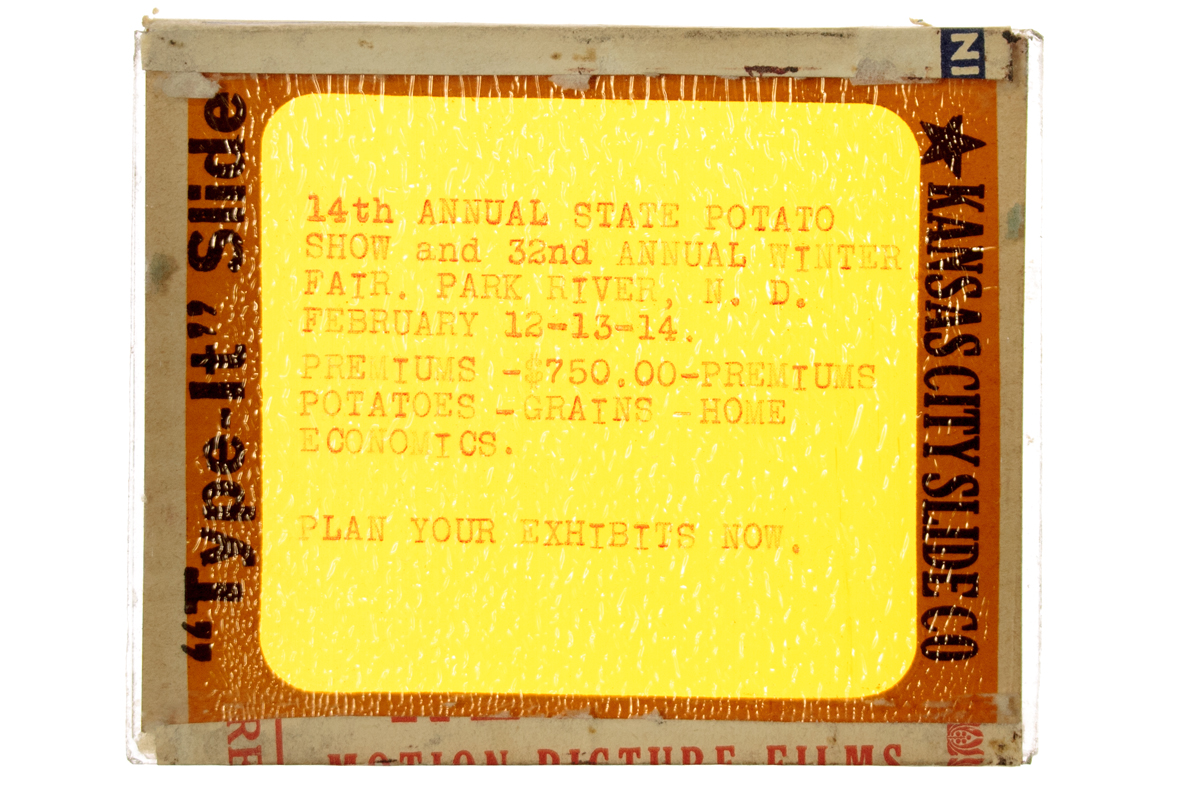 14th ANNUAL STATE POTATO
SHOW and 32nd ANNUAL WINTER
FAIR. PARK RIVER, N. D.
FEBRUARY 12-13-14.
PREMIUMS -$750.00-PREMIUMS
POTATOES -GRAINS -HOME
ECONOMICS.
PLAN YOUR EXHIBITS NOW.
"Type-It" Slide
★ KANSAS CITY SLIDE CO
MOTION PICTURE FILMS